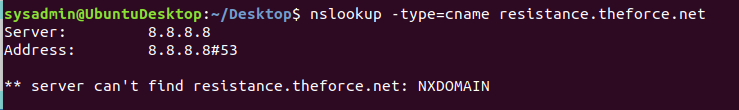 sysadmin@UbuntuDesktop:~/Desktop$ nslookup -type=cname resistance.theforce.net
Server: 8.8.8.8
Address: 8.8.8.8#53
** server can't find resistance.theforce.net: NXDOMAIN